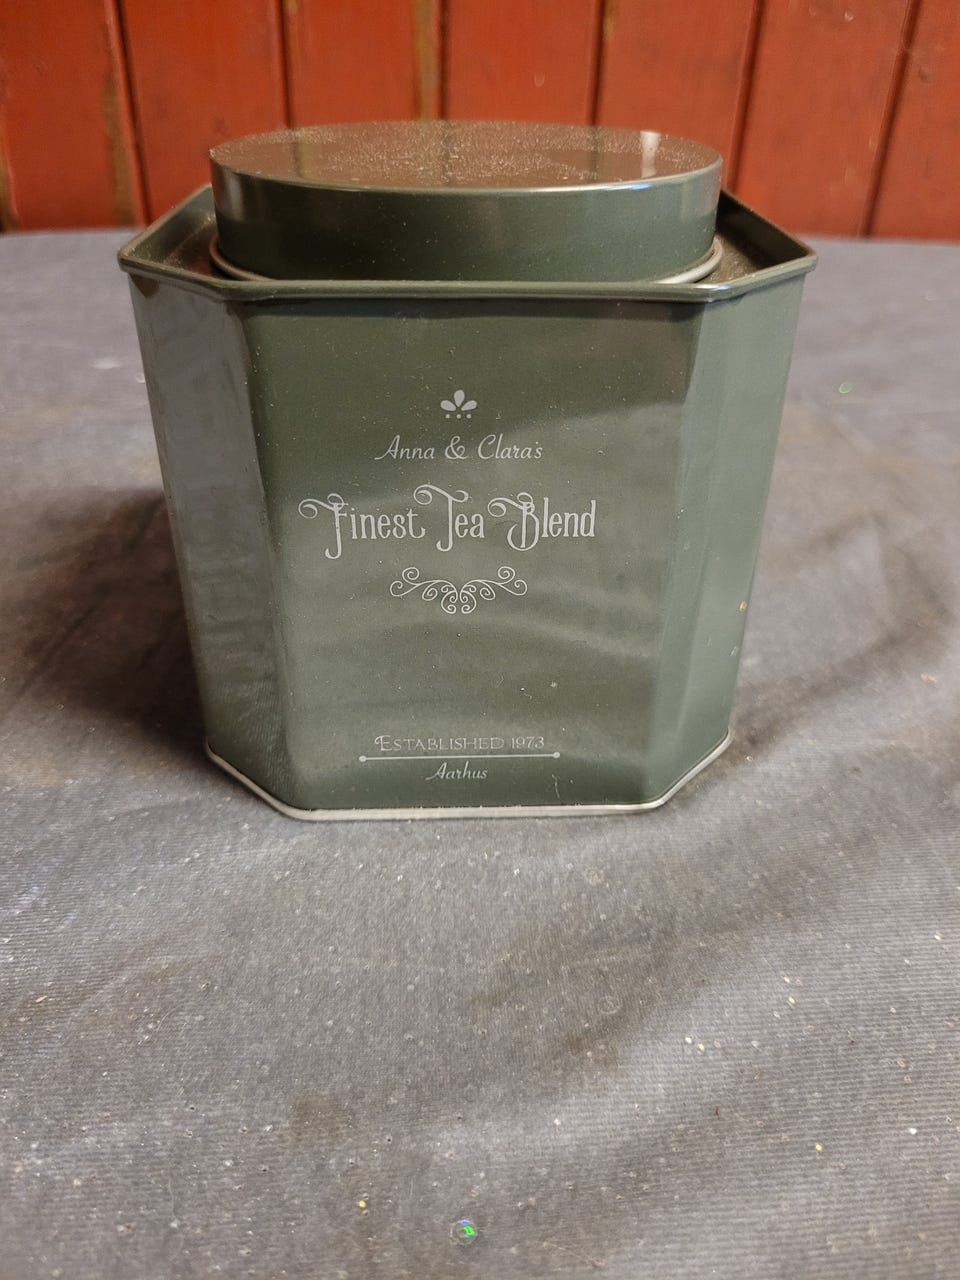 Anna & Clara's
Finest Tea Blend
ESTABLISHED 1973
Aarhus